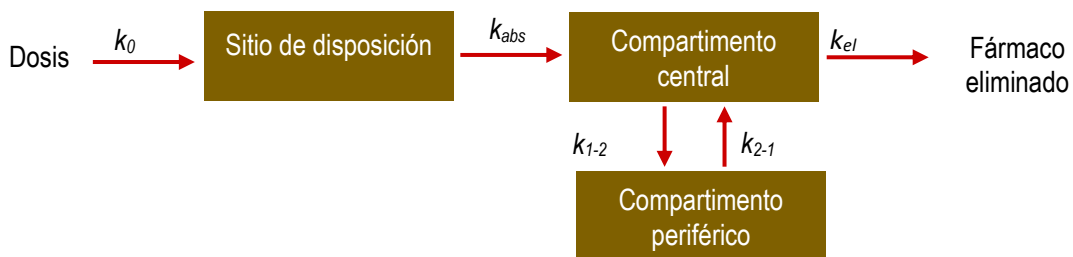 Dosis
k0
Sitio de disposición
kabs
Compartimento
central
kel
Fármaco
eliminado
k1-2
k2-1
Compartimento
periférico